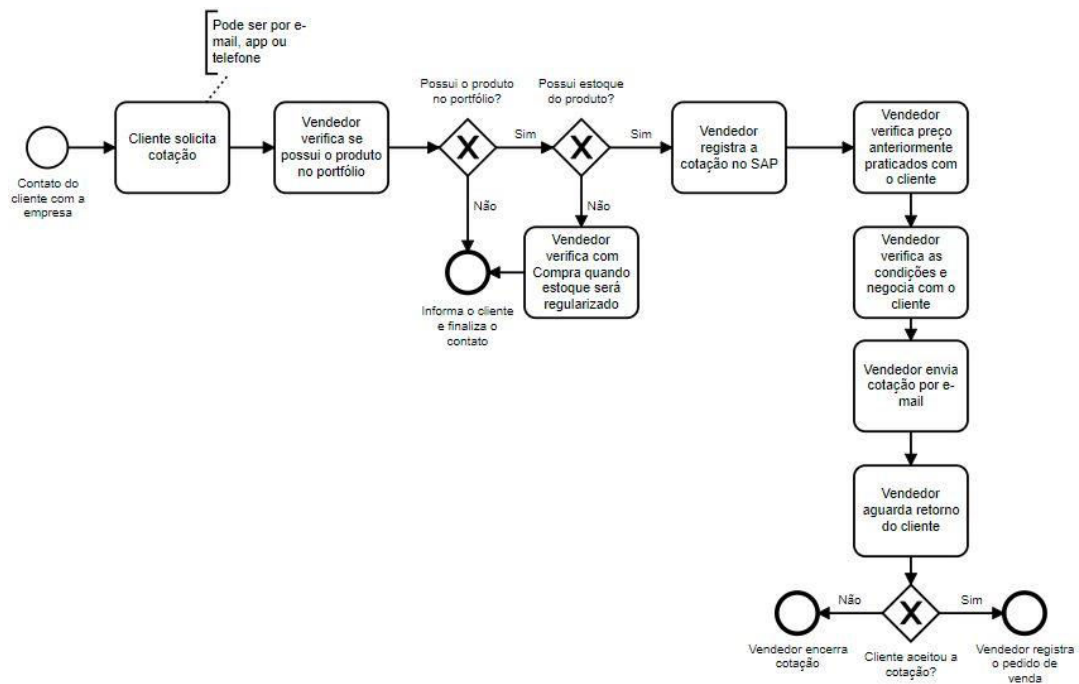 Pode ser por e-
mail, app ou
telefone
Contato do
cliente com a
empresa
Cliente solicita
cotação
Vendedor
verifica se
possui o produto
no portfólio
Possui o produto
no portfólio?
X
Sim
Não
Possui estoque
do produto?
X
Sim
Não
Informa o cliente
e finaliza o
contato
Vendedor
verifica com
Compra quando
estoque será
regularizado
Vendedor
registra a
cotação no SAP
Vendedor
verifica preço
anteriormente
praticados com
o cliente
Vendedor
verifica as
condições e
negocia com o
cliente
Vendedor envia
cotação por e-
mail
Vendedor
aguarda retorno
do cliente
Não
X
Sim
Vendedor encerra
cotação
Cliente aceitou a
cotação?
Vendedor registra
o pedido de
venda